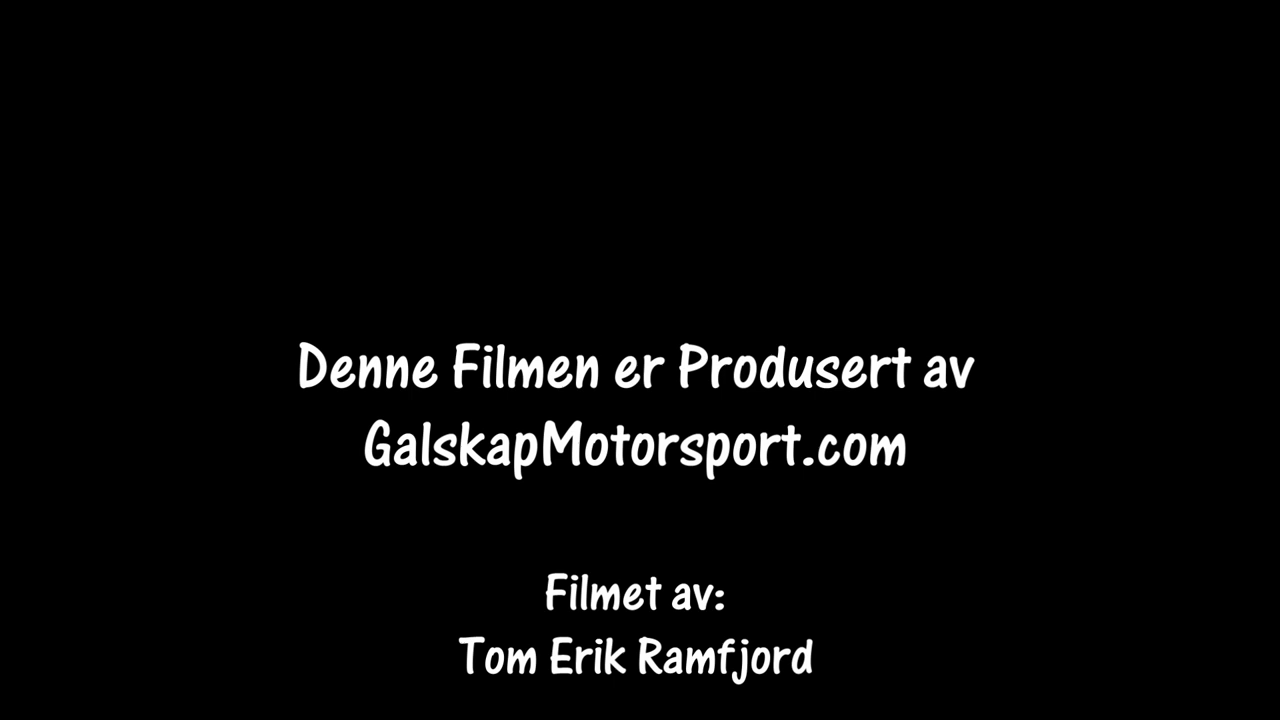 Denne Filmen er Produsert av
GalskapMotorsport.com
Filmet av:
Tom Erik Ramfjord